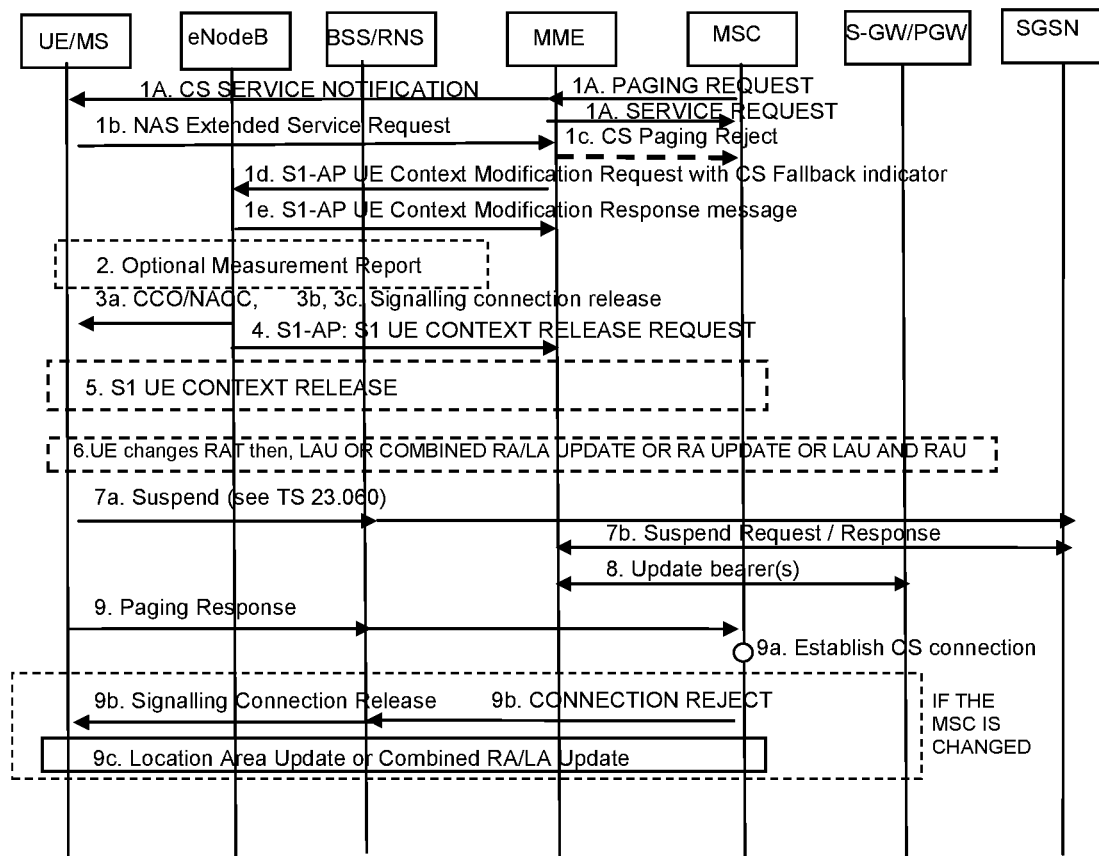 UE/MS
eNodeB
BSS/RNS
MME
MSC
S-GW/PGW
SGSN
1A. CS SERVICE NOTIFICATION
1A. PAGING REQUEST
1A. SERVICE REQUEST
1b. NAS Extended Service Request
1c. CS Paging Reject
1d. S1-AP UE Context Modification Request with CS Fallback indicator
1e. S1-AP UE Context Modification Response message
2. Optional Measurement Report
3a. CCO/NACC, 3b, 3c. Signalling connection release
4. S1-AP: S1 UE CONTEXT RELEASE REQUEST
5. S1 UE CONTEXT RELEASE
6.UE changes RAT then, LAU OR COMBINED RA/LA UPDATE OR RA UPDATE OR LAU AND RAU
7a. Suspend (see TS 23.060)
7b. Suspend Request / Response
8. Update bearer(s)
9. Paging Response
9a. Establish CS connection
9b. Signalling Connection Release
9b. CONNECTION REJECT
IF THE
MSC IS
CHANGED
9c. Location Area Update or Combined RA/LA Update